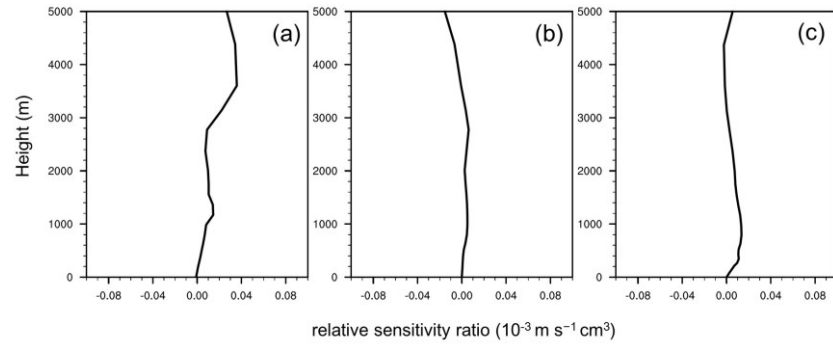 (a) (b) (c)
5000 5000 5000
4000 4000 4000
3000 3000 3000
2000 2000 2000
1000 1000 1000
0 0 0
Height (m)
-0.08 -0.04 0.00 0.04 0.08 -0.08 -0.04 0.00 0.04 0.08 -0.08 -0.04 0.00 0.04 0.08
relative sensitivity ratio (10⁻³ m s⁻¹ cm³)